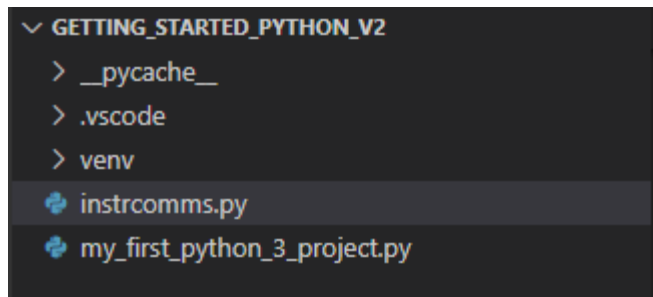 GETTING_STARTED_PYTHON_V2
__pycache__
.vscode
venv
instrcomms.py
my_first_python_3_project.py